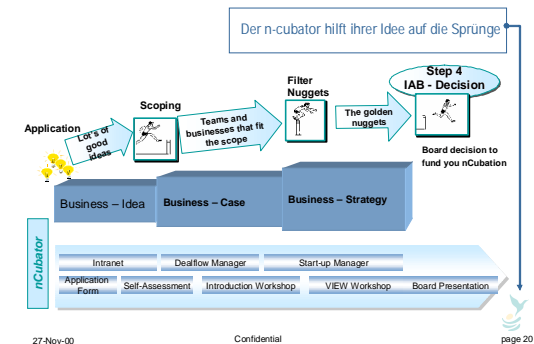 Der n-cubator hilft ihrer Idee auf die Sprünge
Step 4
IAB - Decision
Filter
Nuggets
Scoping
Application
Lot's of
good
ideas
Teams and
businesses that fit
the scope
The golden
nuggets
Board decision to
fund you nCubation
Business – Idea
Business – Case
Business – Strategy
nCubator
Intranet
Dealflow Manager
Start-up Manager
Application
Form
Self-Assessment
Introduction Workshop
VIEW Workshop
Board Presentation
27-Nov-00
Confidential
page 20